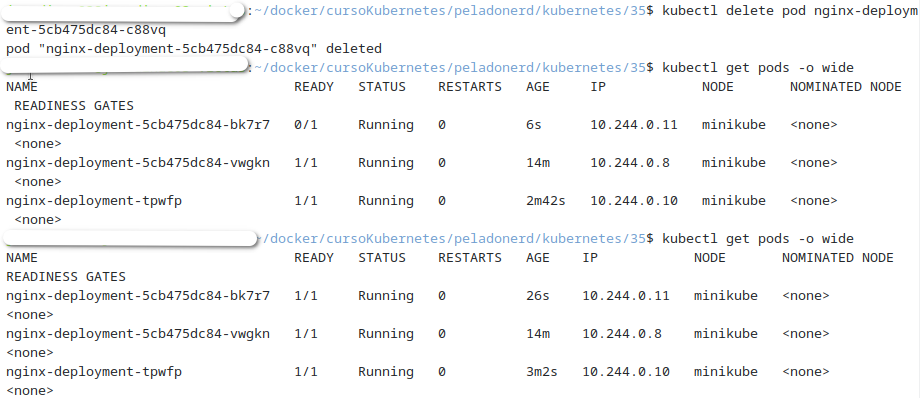 :~/docker/cursoKubernetes/peladonerd/kubernetes/35$ kubectl delete pod nginx-deploym
ent-5cb475dc84-c88vq
pod "nginx-deployment-5cb475dc84-c88vq" deleted
:~/docker/cursoKubernetes/peladonerd/kubernetes/35$ kubectl get pods -o wide
NAME READY STATUS RESTARTS AGE IP NODE NOMINATED NODE
READINESS GATES
nginx-deployment-5cb475dc84-bk7r7 0/1 Running 0 6s 10.244.0.11 minikube <none>
<none>
nginx-deployment-5cb475dc84-vwgkn 1/1 Running 0 14m 10.244.0.8 minikube <none>
<none>
nginx-deployment-tpwfp 1/1 Running 0 2m42s 10.244.0.10 minikube <none>
<none>
/docker/cursoKubernetes/peladonerd/kubernetes/35$ kubectl get pods -o wide
NAME READY STATUS RESTARTS AGE IP NODE NOMINATED NODE
READINESS GATES
nginx-deployment-5cb475dc84-bk7r7 1/1 Running 0 26s 10.244.0.11 minikube <none>
<none>
nginx-deployment-5cb475dc84-vwgkn 1/1 Running 0 14m 10.244.0.8 minikube <none>
<none>
nginx-deployment-tpwfp 1/1 Running 0 3m2s 10.244.0.10 minikube <none>
<none>